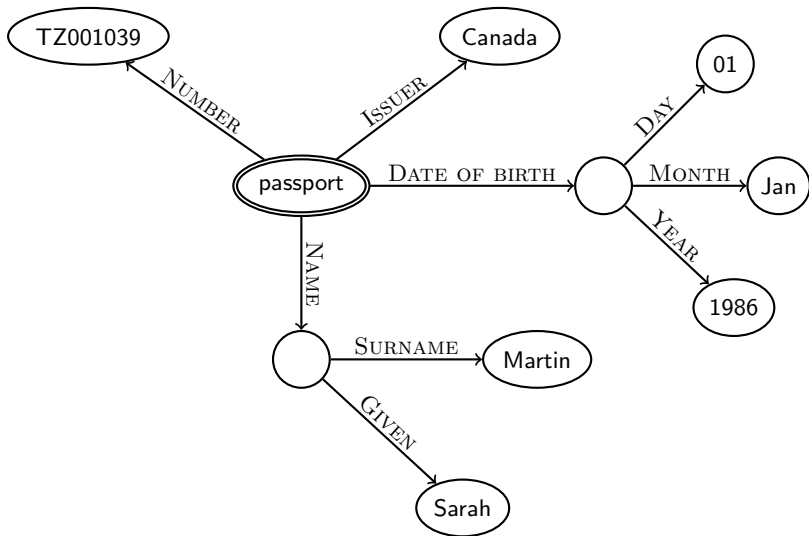 TZ001039
Canada
01
NUMBER
ISSUER
DAY
passport
DATE OF BIRTH
MONTH
Jan
YEAR
NAME
1986
SURNAME
Martin
GIVEN
Sarah